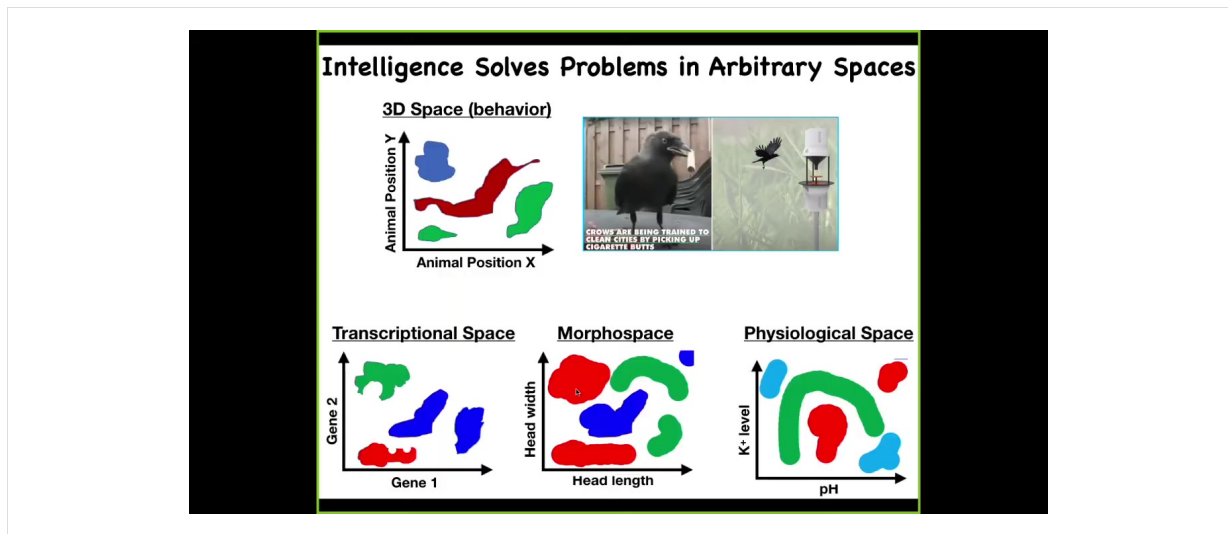 Intelligence Solves Problems in Arbitrary Spaces
3D Space (behavior)
Animal Position Y
Animal Position X
CROWS ARE BEING TRAINED TO
CLEAN CITIES BY PICKING UP
CIGARETTE BUTTS
Transcriptional Space
Gene 2
Gene 1
Morphospace
Head width
Head length
Physiological Space
K⁺ level
pH